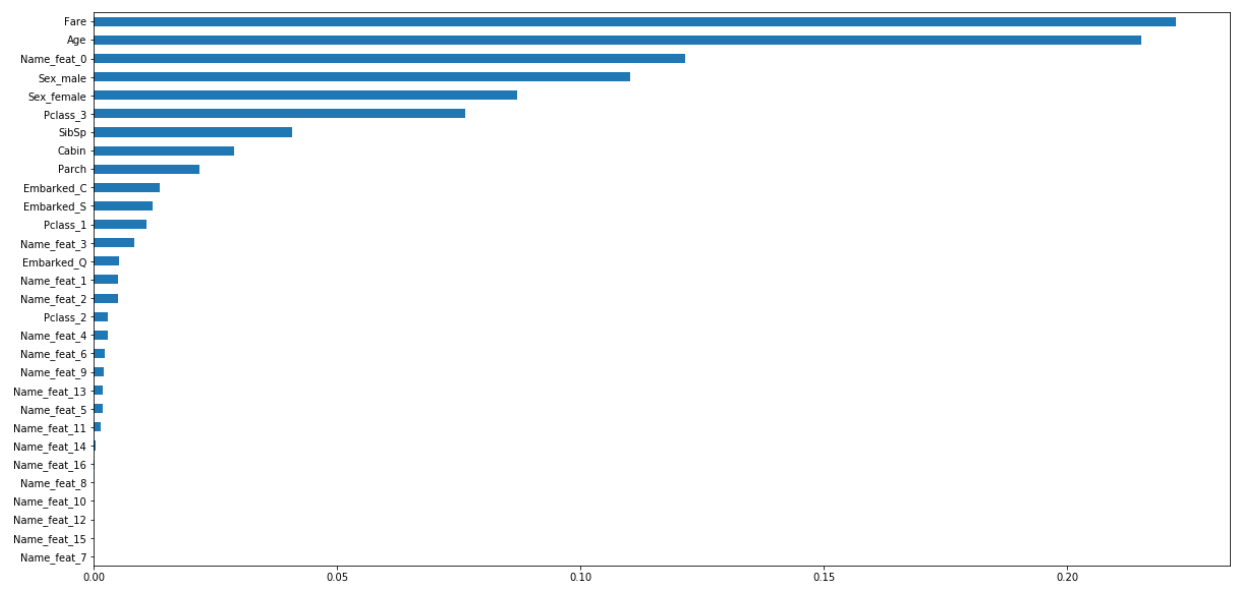 Fare
Age
Name_feat_0
Sex_male
Sex_female
Pclass_3
SibSp
Cabin
Parch
Embarked_C
Embarked_S
Pclass_1
Name_feat_3
Embarked_Q
Name_feat_1
Name_feat_2
Pclass_2
Name_feat_4
Name_feat_6
Name_feat_9
Name_feat_13
Name_feat_5
Name_feat_11
Name_feat_14
Name_feat_16
Name_feat_8
Name_feat_10
Name_feat_12
Name_feat_15
Name_feat_7
0.00 0.05 0.10 0.15 0.20